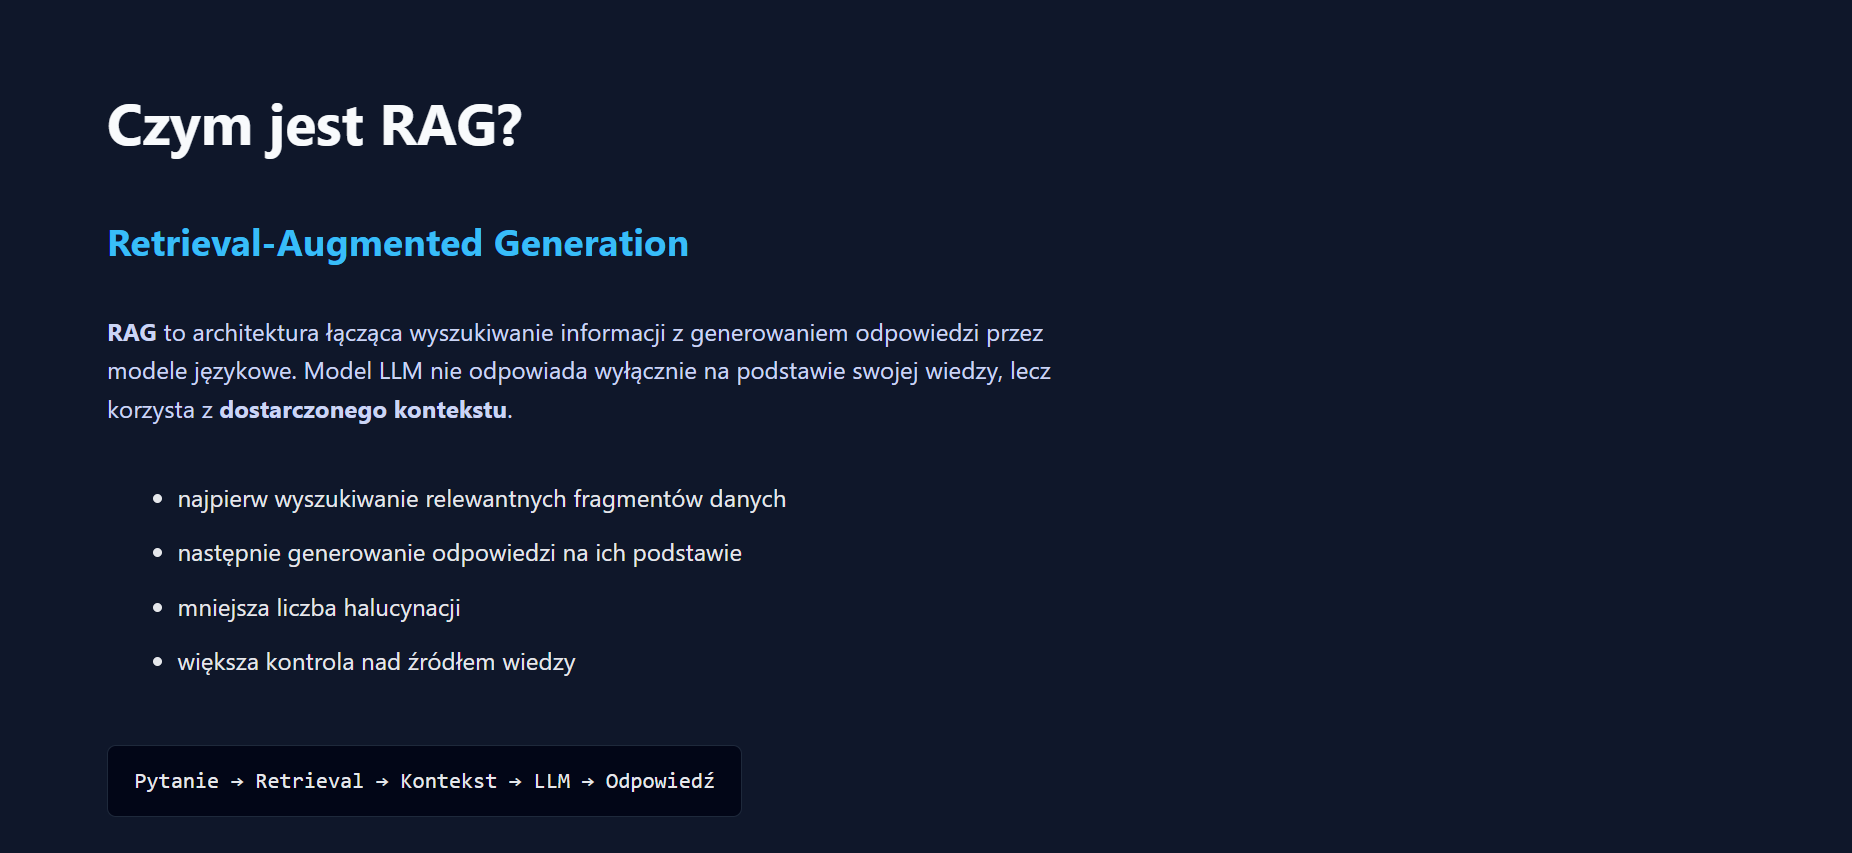 Czym jest RAG?
Retrieval-Augmented Generation
RAG to architektura łącząca wyszukiwanie informacji z generowaniem odpowiedzi przez
modele językowe. Model LLM nie odpowiada wyłącznie na podstawie swojej wiedzy, lecz
korzysta z dostarczonego kontekstu.
• najpierw wyszukiwanie relewantnych fragmentów danych
• następnie generowanie odpowiedzi na ich podstawie
• mniejsza liczba halucynacji
• większa kontrola nad źródłem wiedzy
Pytanie → Retrieval → Kontekst → LLM → Odpowiedź